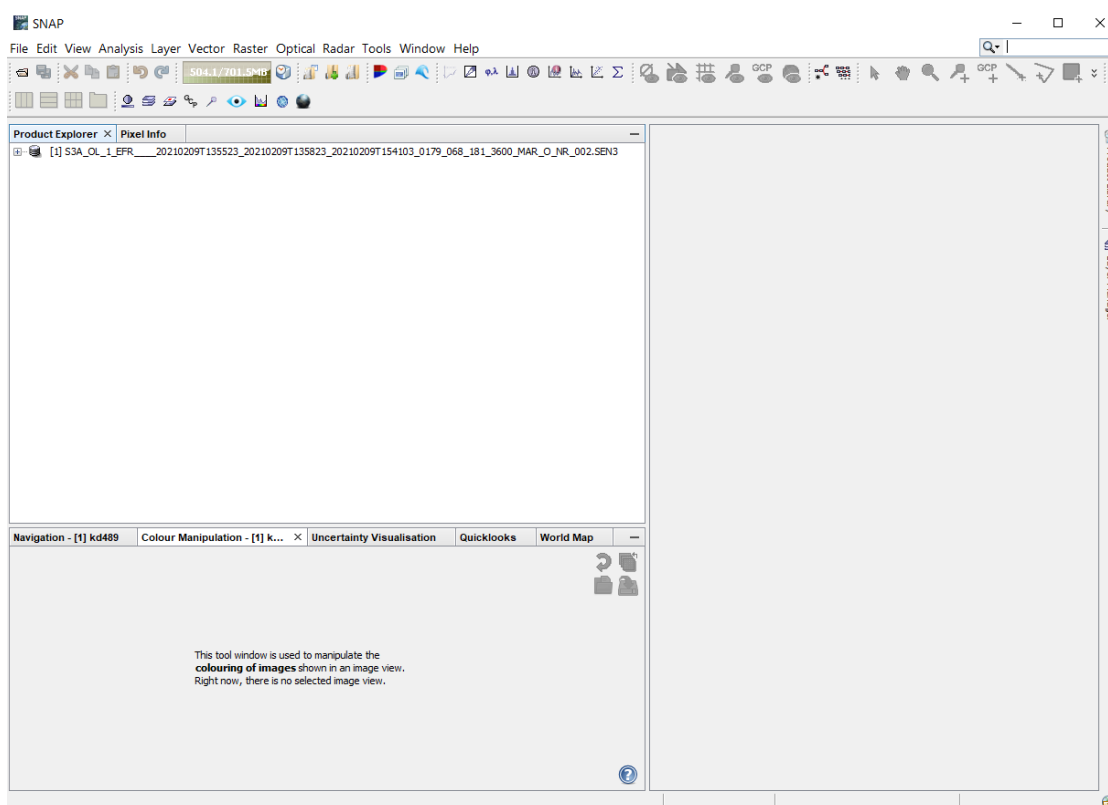 SNAP
File Edit View Analysis Layer Vector Raster Optical Radar Tools Window Help
504.1/701.5MB
GCP
GCP
Product Explorer
Pixel Info
[1] S3A_OL_1_EFR____20210209T135523_20210209T135823_20210209T154103_0179_068_181_3600_MAR_O_NR_002.SEN3
Navigation - [1] kd489
Colour Manipulation - [1] k...
Uncertainty Visualisation
Quicklooks
World Map
This tool window is used to manipulate the
colouring of images shown in an image view.
Right now, there is no selected image view.